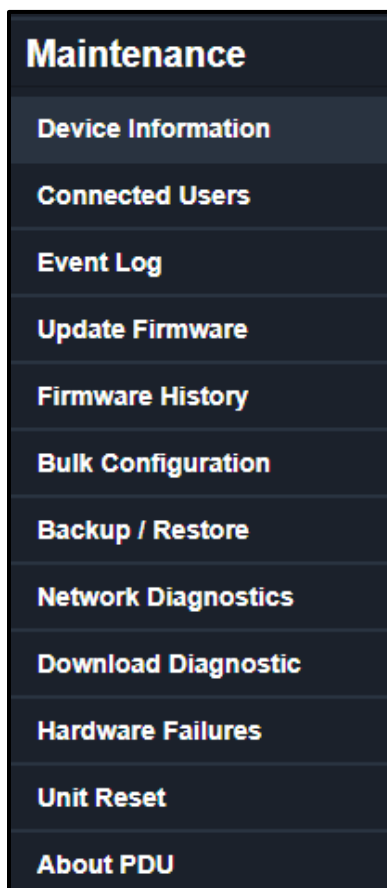 Maintenance
Device Information
Connected Users
Event Log
Update Firmware
Firmware History
Bulk Configuration
Backup / Restore
Network Diagnostics
Download Diagnostic
Hardware Failures
Unit Reset
About PDU